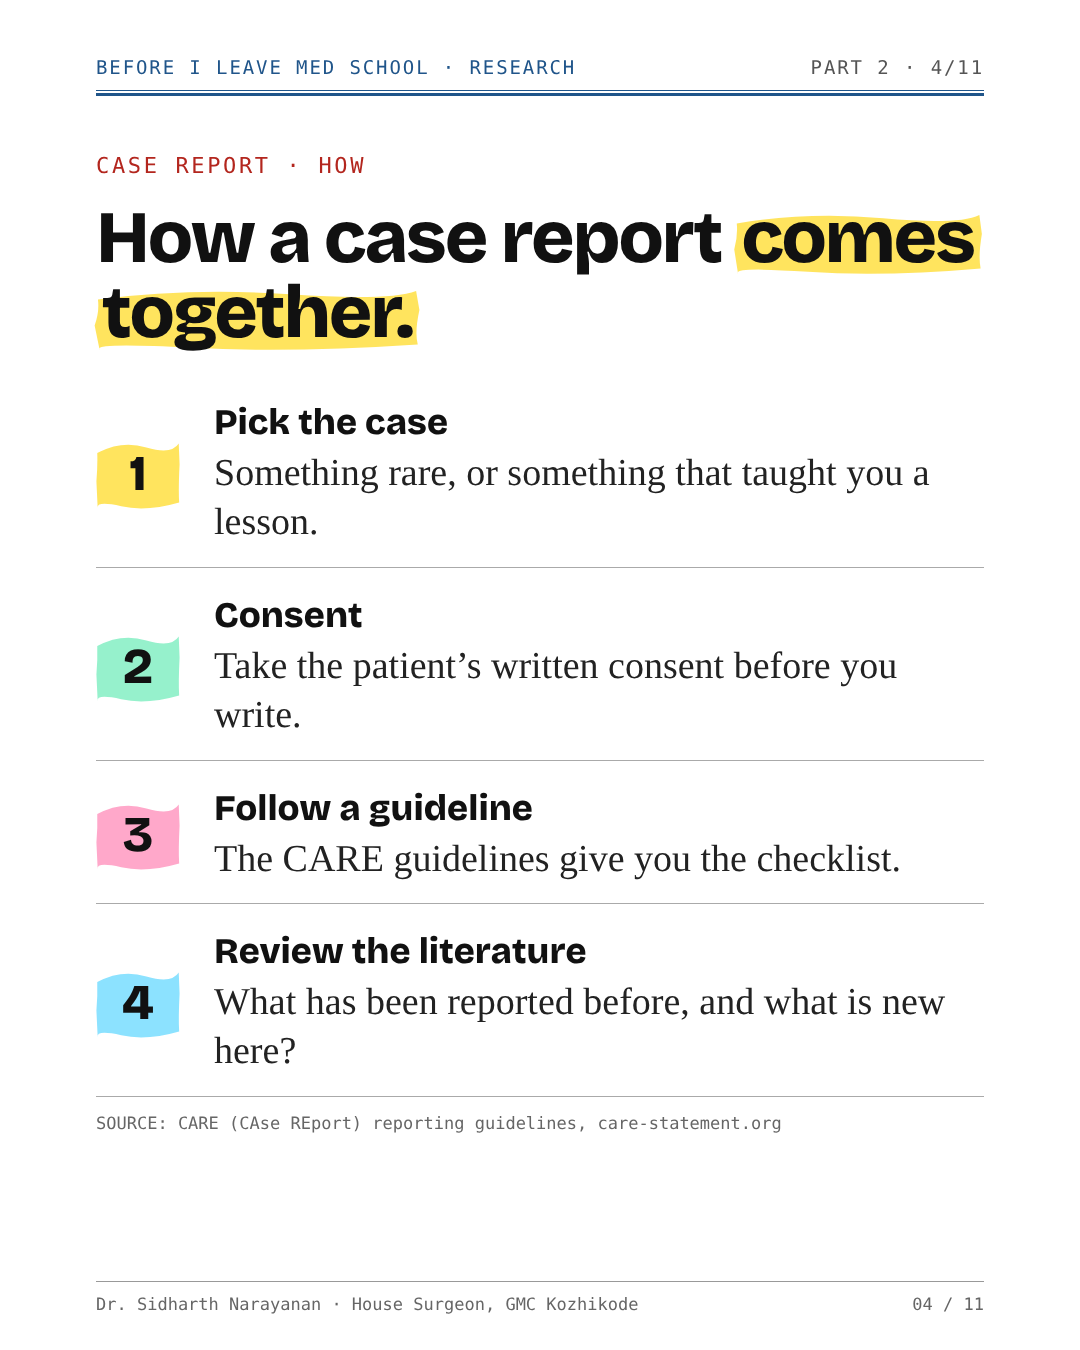 BEFORE I LEAVE MED SCHOOL · RESEARCH
PART 2 · 4/11
CASE REPORT · HOW
How a case report comes
together.
1
Pick the case
Something rare, or something that taught you a
lesson.
2
Consent
Take the patient’s written consent before you
write.
3
Follow a guideline
The CARE guidelines give you the checklist.
4
Review the literature
What has been reported before, and what is new
here?
SOURCE: CARE (CAse REport) reporting guidelines, care-statement.org
Dr. Sidharth Narayanan · House Surgeon, GMC Kozhikode
04 / 11